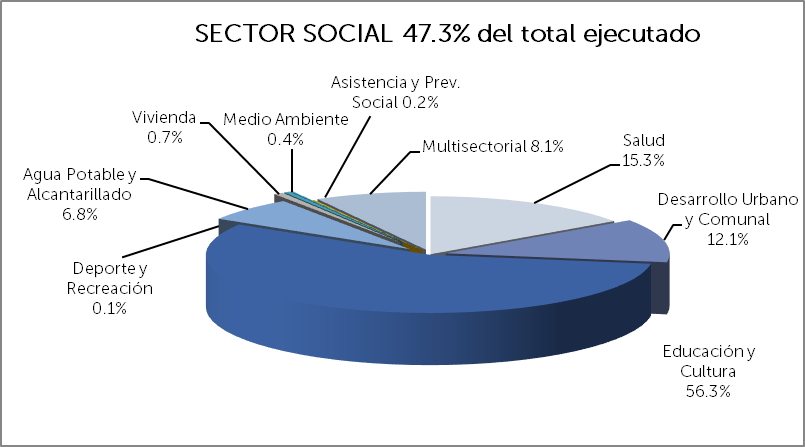 SECTOR SOCIAL 47.3% del total ejecutado
Asistencia y Prev.
Social 0.2%
Vivienda
0.7%
Medio Ambiente
0.4%
Multisectorial 8.1%
Salud
15.3%
Agua Potable y
Alcantarillado
6.8%
Desarrollo Urbano
y Comunal
12.1%
Deporte y
Recreación
0.1%
Educación y
Cultura
56.3%